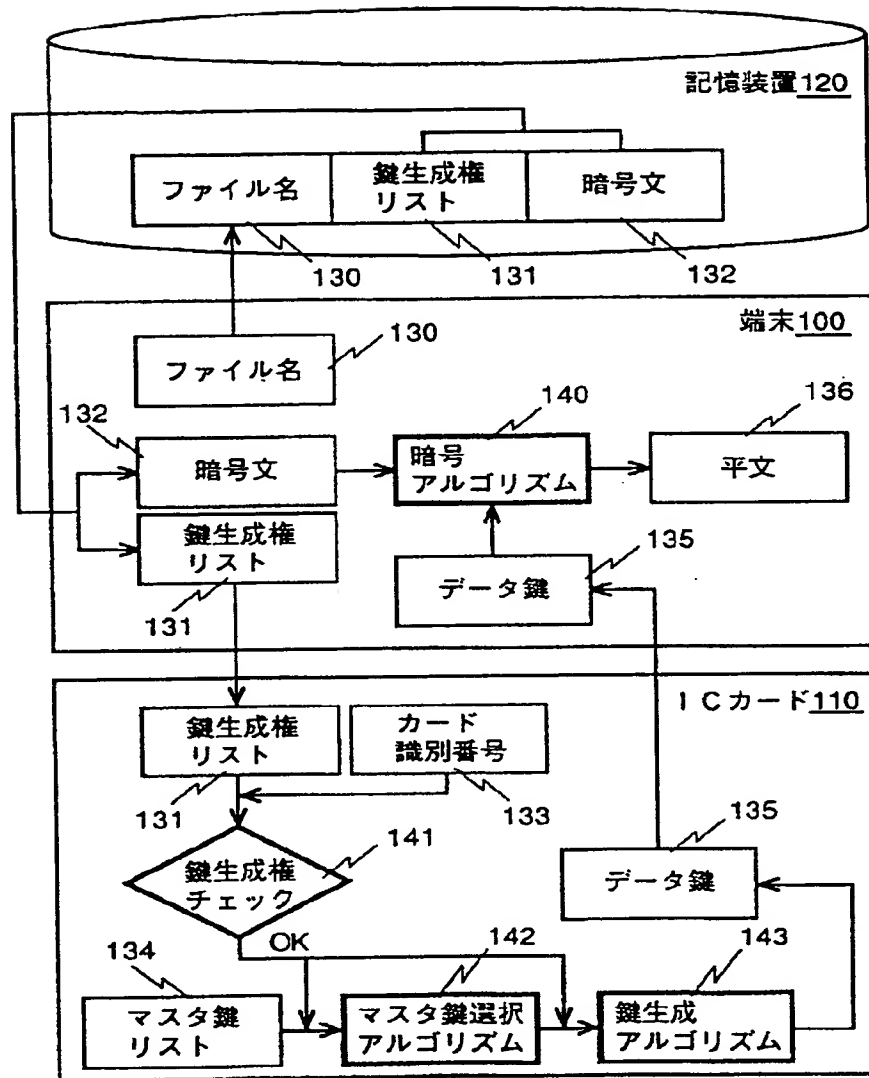 記憶装置120
ファイル名
鍵生成権
リスト
暗号文
130
131
132
端末100
ファイル名
130
132
暗号文
140
暗号
アルゴリズム
136
平文
鍵生成権
リスト
131
データ鍵
135
ICカード110
鍵生成権
リスト
131
カード
識別番号
133
鍵生成権
チェック
141
OK
データ鍵
135
134
マスタ鍵
リスト
142
マスタ鍵選択
アルゴリズム
143
鍵生成
アルゴリズム